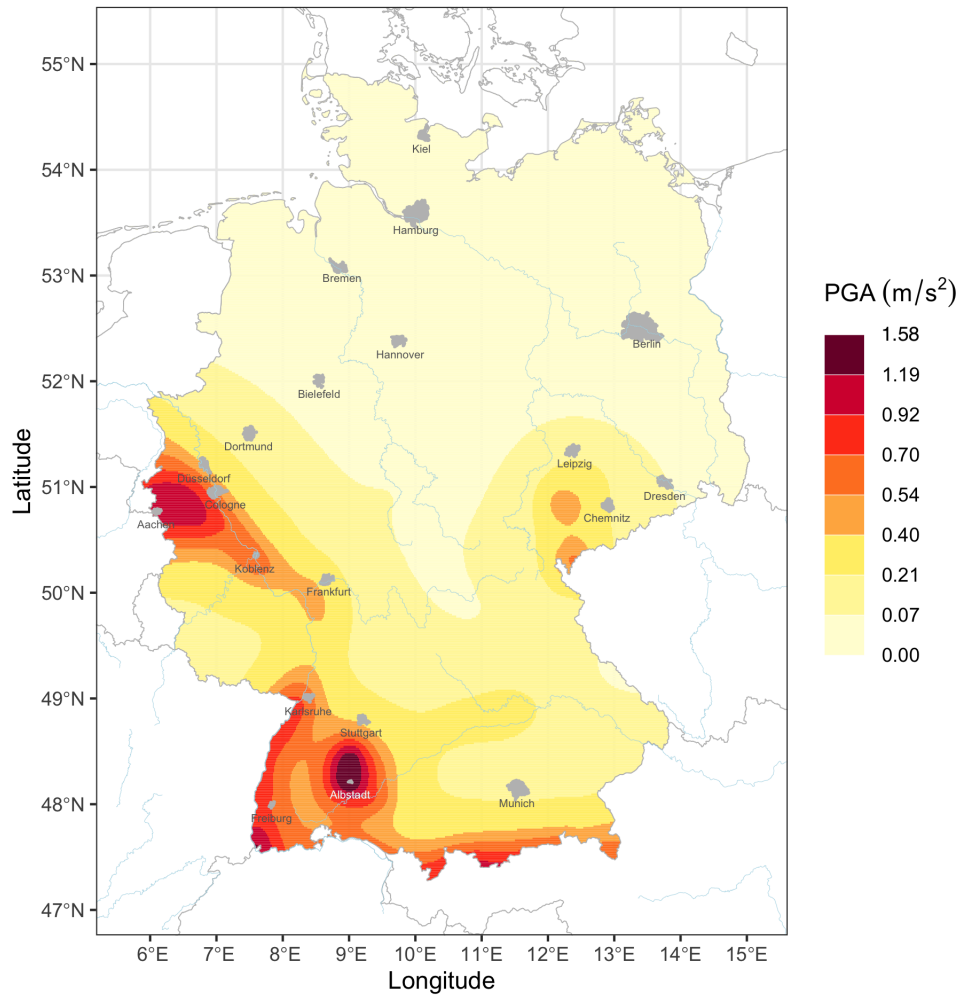 55°N
54°N
53°N
52°N
51°N
50°N
49°N
48°N
47°N
Latitude
Kiel
Hamburg
Bremen
Berlin
Hannover
Bielefeld
Dortmund
Leipzig
Düsseldorf
Dresden
Cologne
Chemnitz
Aachen
Koblenz
Frankfurt
Karlsruhe
Stuttgart
Albstadt
Munich
Freiburg
6°E 7°E 8°E 9°E 10°E 11°E 12°E 13°E 14°E 15°E
Longitude
PGA (m/s²)
1.58
1.19
0.92
0.70
0.54
0.40
0.21
0.07
0.00